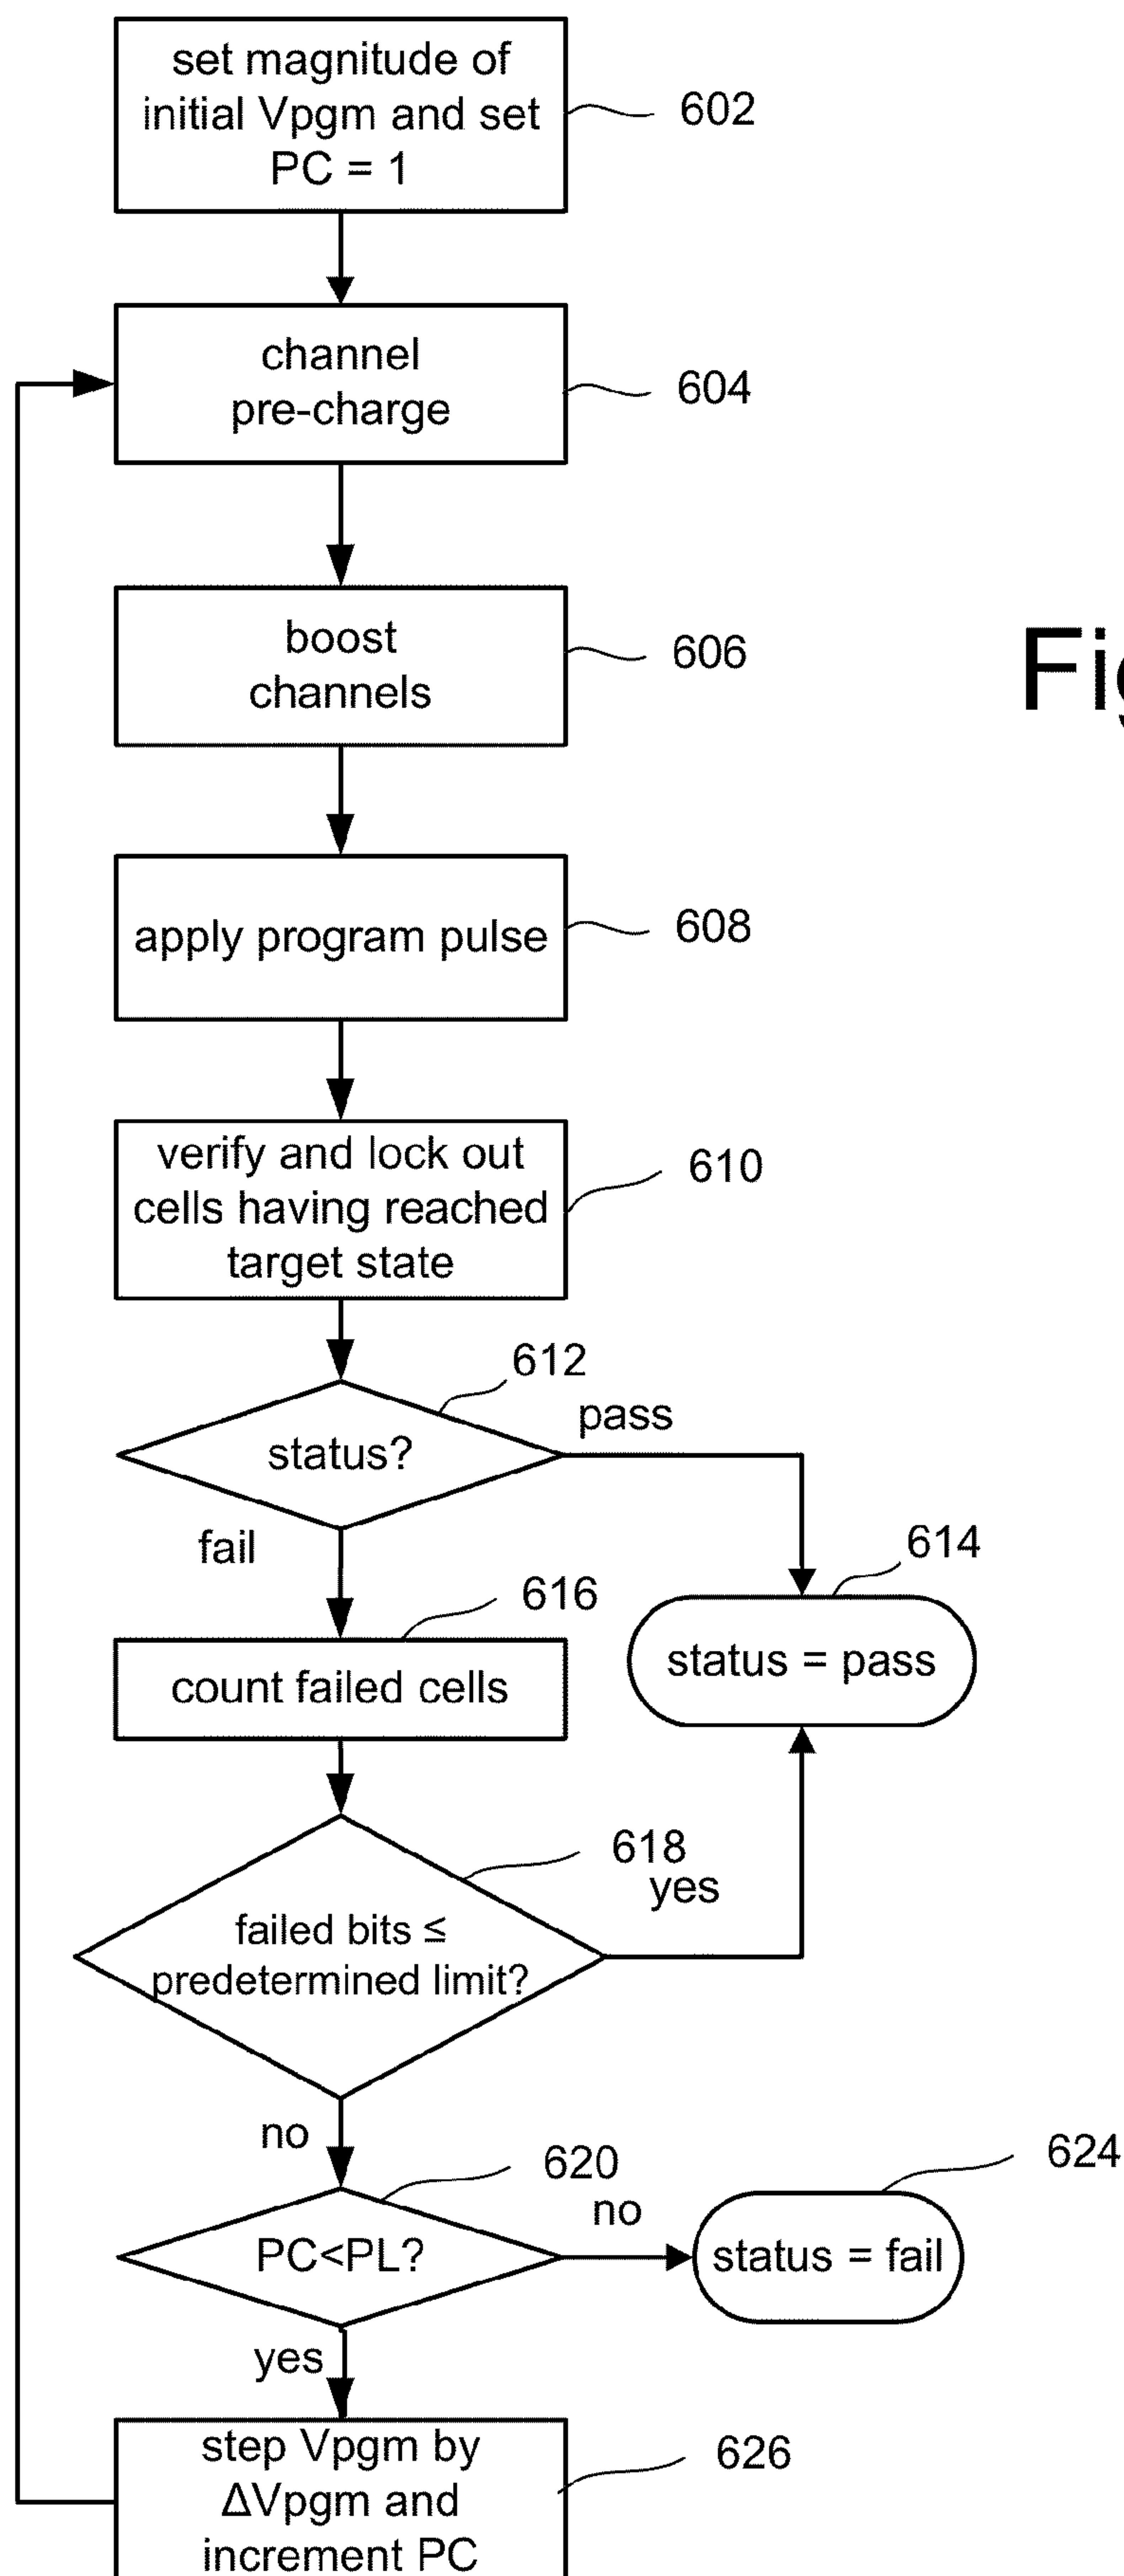 set magnitude of
initial Vpgm and set
PC = 1
602
channel
pre-charge
604
boost
channels
606
Fig
apply program pulse
608
verify and lock out
cells having reached
target state
610
612
status?
pass
fail
614
status = pass
616
count failed cells
618
yes
failed bits ≤
predetermined limit?
no
620
no
624
PC<PL?
status = fail
yes
step Vpgm by
ΔVpgm and
increment PC
626